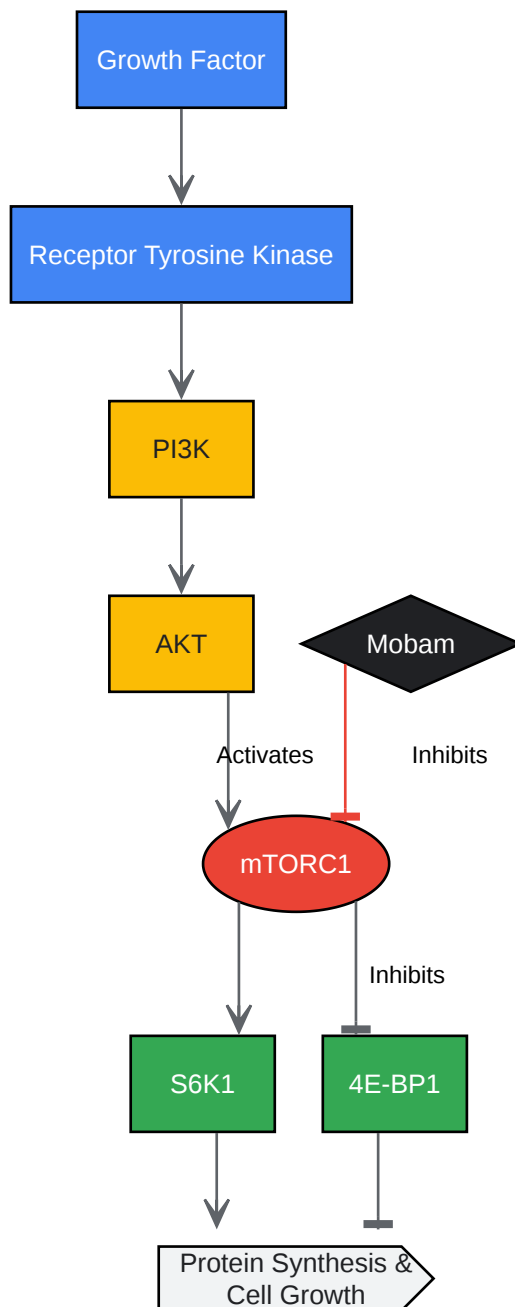 Growth Factor
Receptor Tyrosine Kinase
PI3K
AKT
Mobam
Activates
Inhibits
mTORC1
Inhibits
S6K1
4E-BP1
Protein Synthesis &
Cell Growth